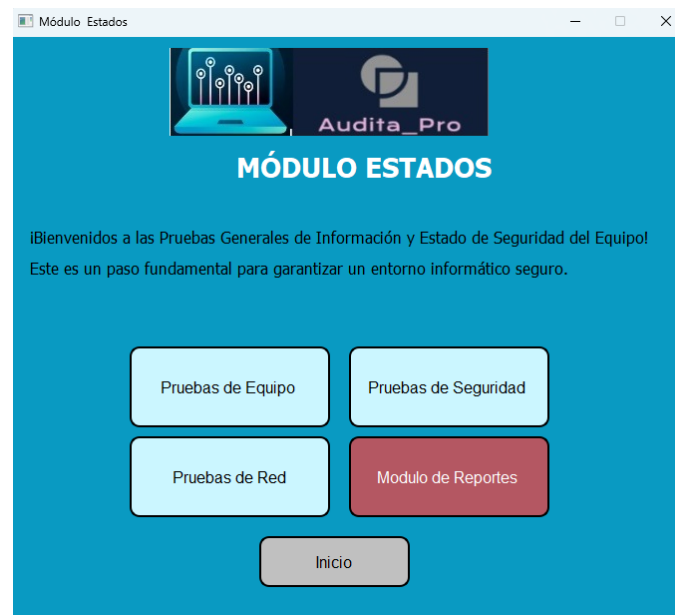 Módulo Estados
Audita_Pro
MÓDULO ESTADOS
¡Bienvenidos a las Pruebas Generales de Información y Estado de Seguridad del Equipo!
Este es un paso fundamental para garantizar un entorno informático seguro.
Pruebas de Equipo
Pruebas de Seguridad
Pruebas de Red
Modulo de Reportes
Inicio